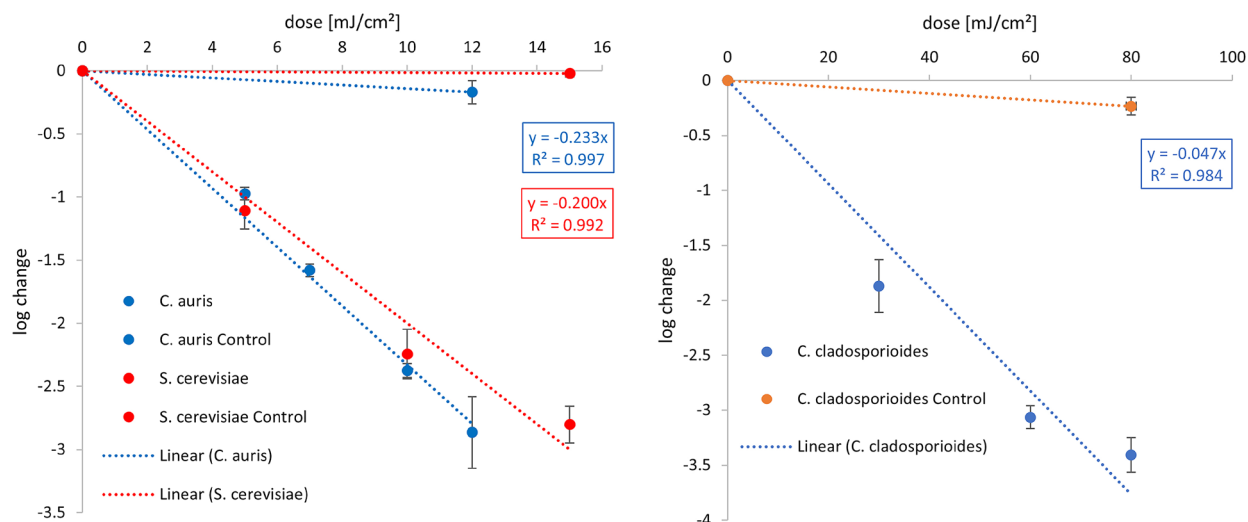 dose [mJ/cm²]
0 2 4 6 8 10 12 14 16
0
-0.5
-1
-1.5
-2
-2.5
-3
-3.5
log change
y = -0.233x
R² = 0.997
y = -0.200x
R² = 0.992
C. auris
C. auris Control
S. cerevisiae
S. cerevisiae Control
Linear (C. auris)
Linear (S. cerevisiae)
dose [mJ/cm²]
0 20 40 60 80 100
0
-0.5
-1
-1.5
-2
-2.5
-3
-3.5
-4
log change
y = -0.047x
R² = 0.984
C. cladosporioides
C. cladosporioides Control
Linear (C. cladosporioides)